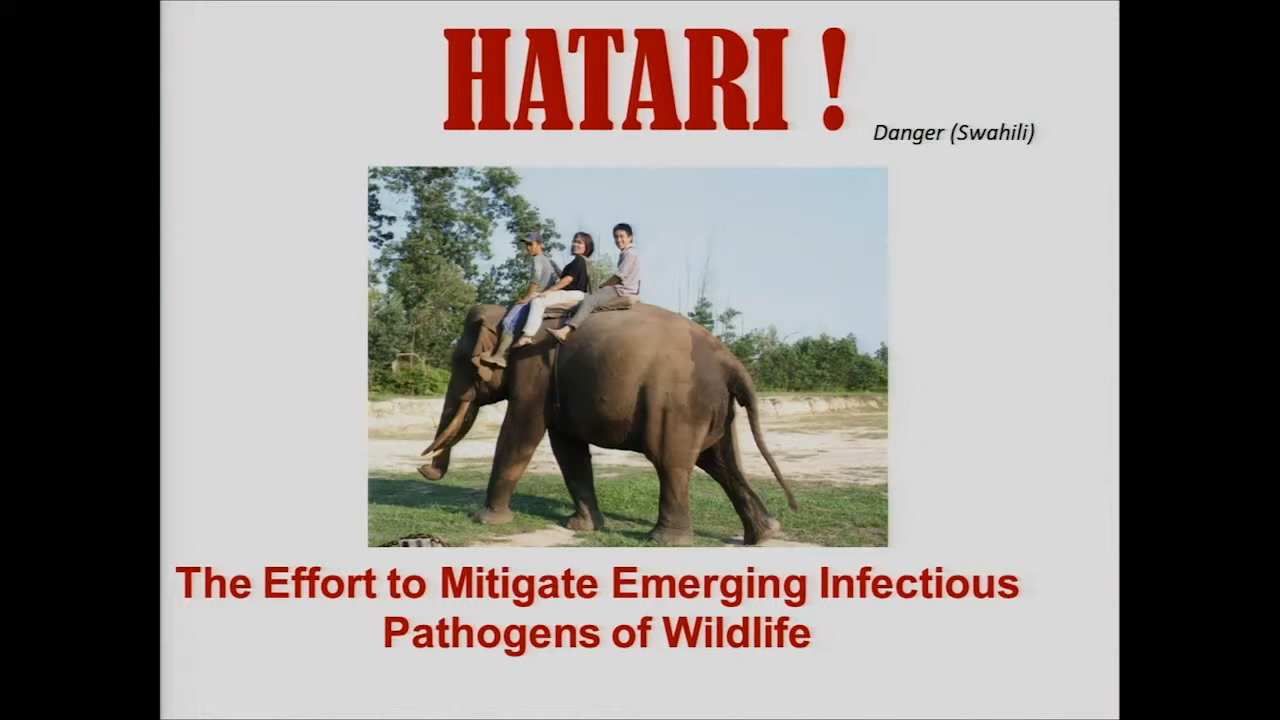 HATARI !
Danger (Swahili)
The Effort to Mitigate Emerging Infectious
Pathogens of Wildlife